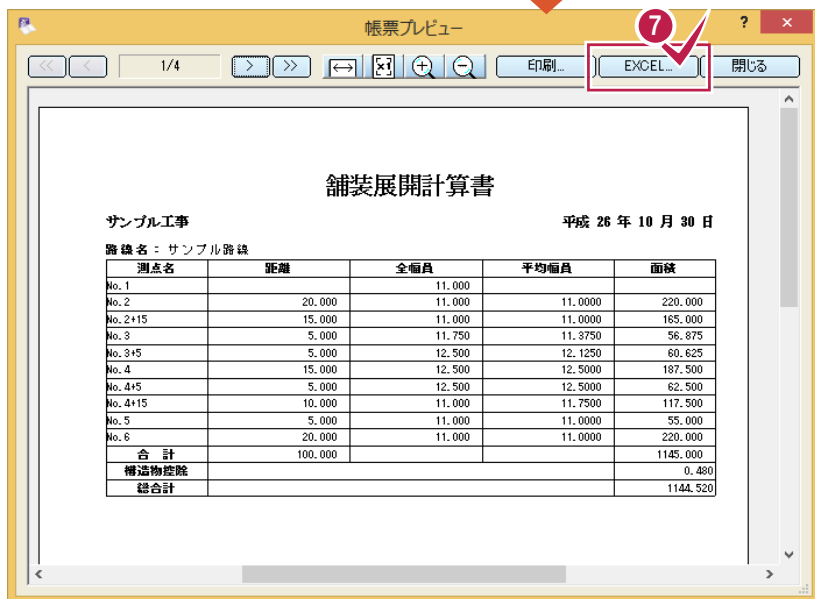 帳票プレビュー
7
?
×
<<
<
1/4
>
>>
×1
印刷...
EXCEL...
閉じる
舗装展開計算書
サンプル工事 平成 26 年 10 月 30 日
路線名：サンプル路線
測点名 距離 全幅員 平均幅員 面積
No.1 11.000
No.2 20.000 11.000 11.0000 220.000
No.2+15 15.000 11.000 11.0000 165.000
No.3 5.000 11.750 11.3750 56.875
No.3+5 5.000 12.500 12.1250 60.625
No.4 15.000 12.500 12.5000 187.500
No.4+5 5.000 12.500 12.5000 62.500
No.4+15 10.000 11.000 11.7500 117.500
No.5 5.000 11.000 11.0000 55.000
No.6 20.000 11.000 11.0000 220.000
合 計 100.000 1145.000
構造物控除 0.480
総合計 1144.520